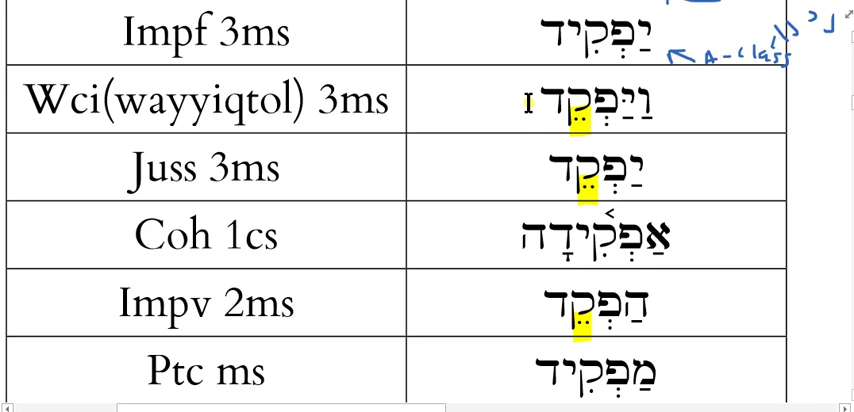 Impf 3ms יַפְקִיד
A-class
Wci(wayyiqtol) 3ms וַיַּפְקֵד
Juss 3ms יַפְקֵד
Coh 1cs אַפְקִ֫ידָה
Impv 2ms הַפְקֵד
Ptc ms מַפְקִיד